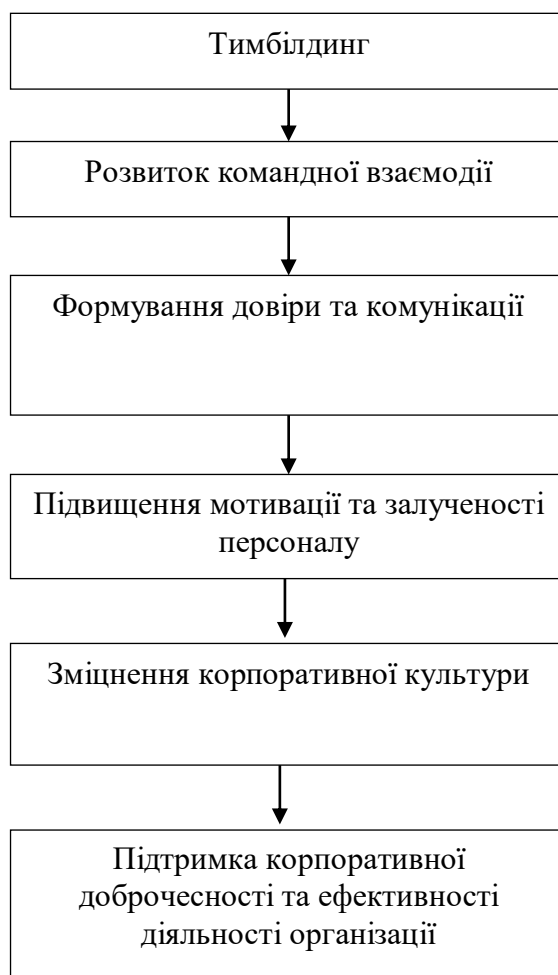 Тимбілдинг
Розвиток командної взаємодії
Формування довіри та комунікації
Підвищення мотивації та залученості
персоналу
Зміцнення корпоративної культури
Підтримка корпоративної
доброчесності та ефективності
діяльності організації